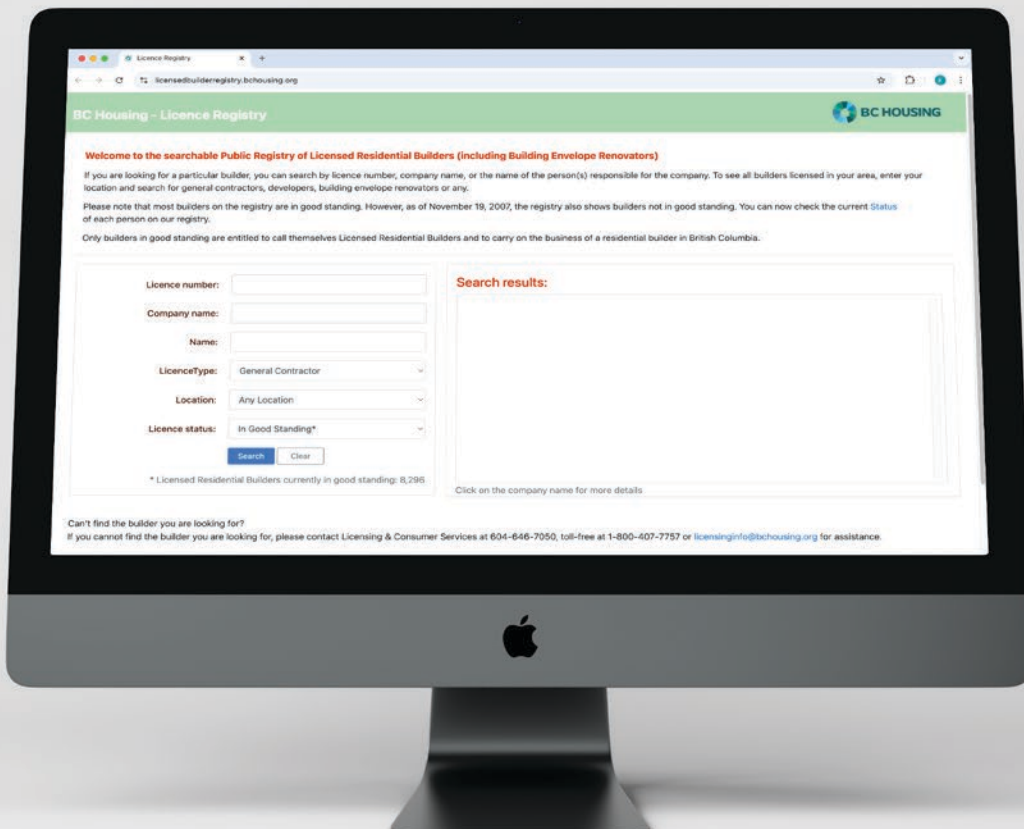 Licence Registry
licensedbuilderregistry.bchousing.org
BC Housing - Licence Registry
BC HOUSING
Welcome to the searchable Public Registry of Licensed Residential Builders (including Building Envelope Renovators)
If you are looking for a particular builder, you can search by licence number, company name, or the name of the person(s) responsible for the company. To see all builders licensed in your area, enter your
location and search for general contractors, developers, building envelope renovators or any.
Please note that most builders on the registry are in good standing. However, as of November 19, 2007, the registry also shows builders not in good standing. You can now check the current Status
of each person on our registry.
Only builders in good standing are entitled to call themselves Licensed Residential Builders and to carry on the business of a residential builder in British Columbia.
Licence number:
Company name:
Name:
LicenceType: General Contractor
Location: Any Location
Licence status: In Good Standing*
Search Clear
* Licensed Residential Builders currently in good standing: 8,296
Search results:
Click on the company name for more details
Can't find the builder you are looking for?
If you cannot find the builder you are looking for, please contact Licensing & Consumer Services at 604-646-7050, toll-free at 1-800-407-7757 or licensinginfo@bchousing.org for assistance.